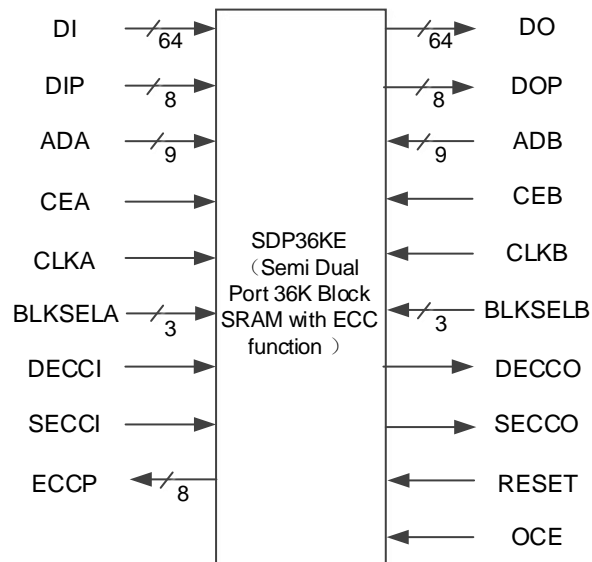 DI
64
DO
64
DIP
8
DOP
8
ADA
9
ADB
9
CEA
CEB
CLKA
CLKB
SDP36KE
（Semi Dual
Port 36K Block
SRAM with ECC
function ）
BLKSELA
3
BLKSELB
3
DECCI
DECCO
SECCI
SECCO
ECCP
8
RESET
OCE